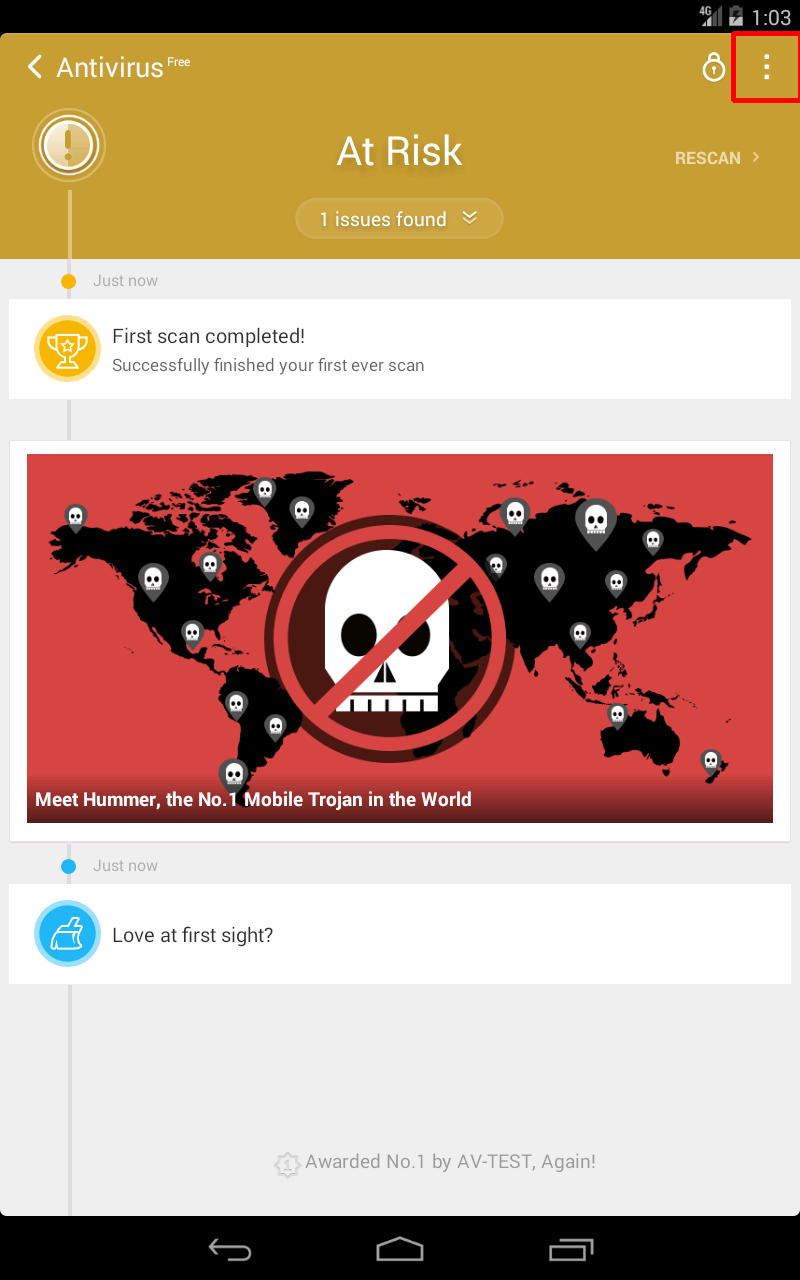 4G 1:03
Antivirus Free
At Risk
RESCAN
1 issues found
Just now
First scan completed!
Successfully finished your first ever scan
Meet Hummer, the No.1 Mobile Trojan in the World
Just now
Love at first sight?
1 Awarded No.1 by AV-TEST, Again!